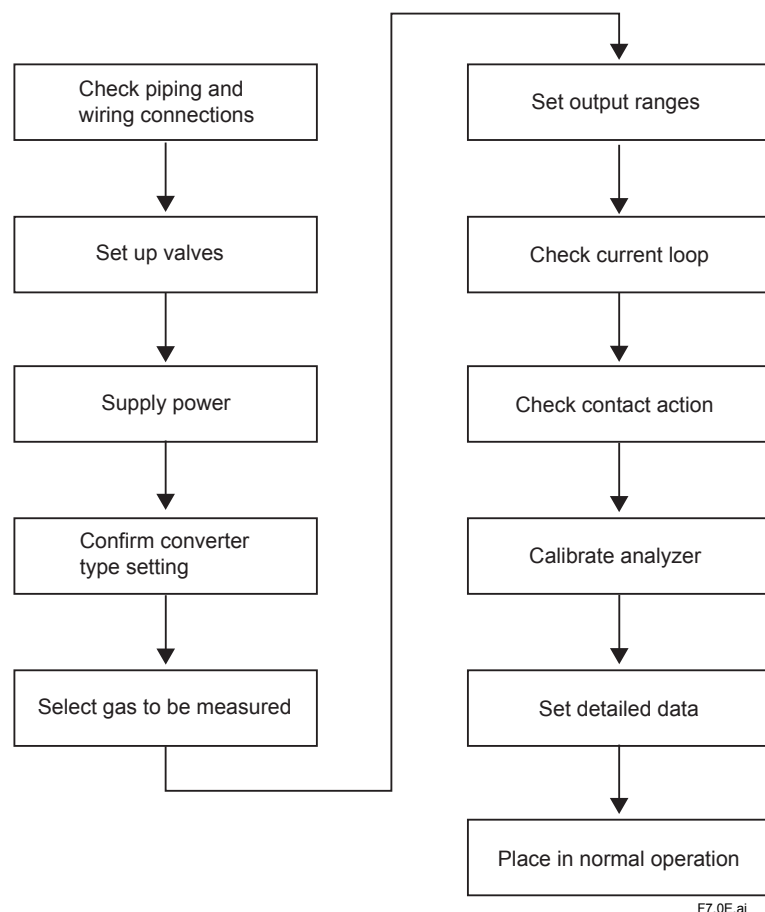 Check piping and
wiring connections
Set up valves
Supply power
Confirm converter
type setting
Select gas to be measured
Set output ranges
Check current loop
Check contact action
Calibrate analyzer
Set detailed data
Place in normal operation
F7.0E.ai